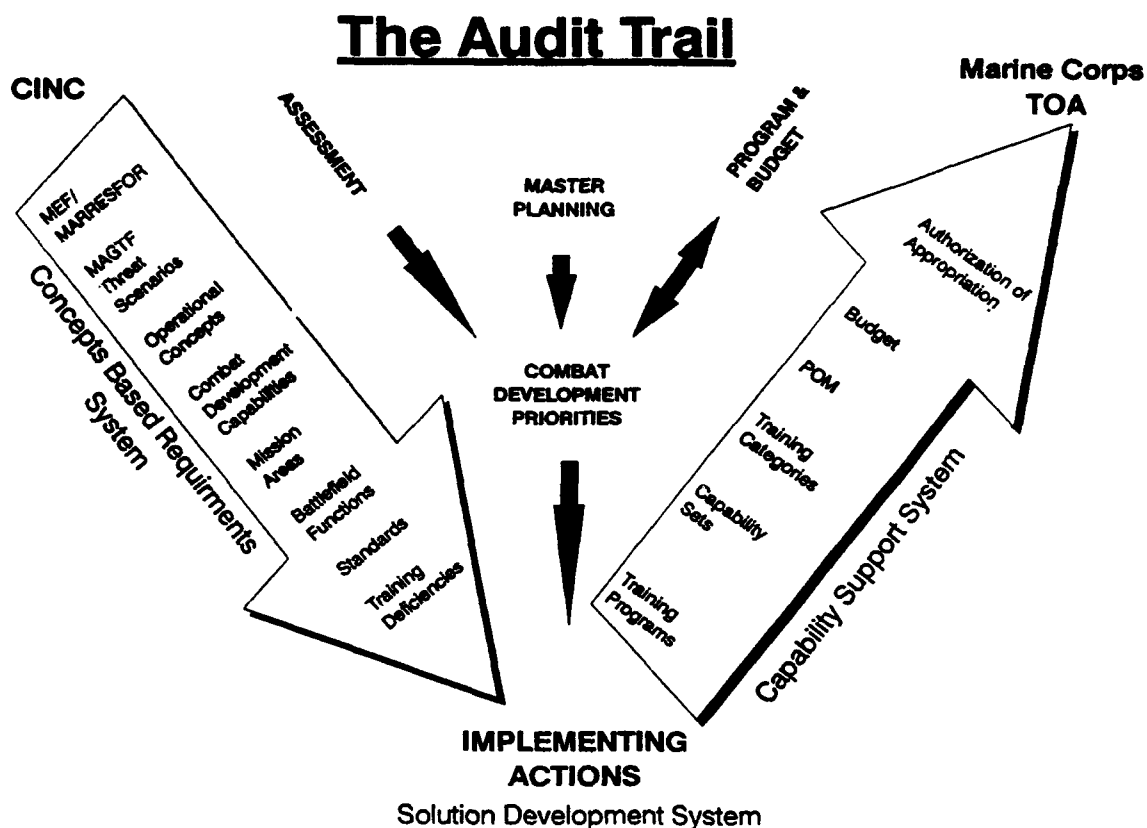 The Audit Trail
CINC
Marine Corps
TOA
ASSESSMENT
MASTER
PLANNING
PROGRAM &
BUDGET
MEF/
MARRESFOR
MAGTF
Threat
Scenarios
Operational
Concepts
Combat
Development
Capabilities
Mission
Areas
Battlefield
Functions
Standards
Training
Deficiencies
Concepts Based Requirments
System
COMBAT
DEVELOPMENT
PRIORITIES
Authorization of
Appropriation
Budget
POM
Training
Categories
Capability
Sets
Training
Programs
Capability Support System
IMPLEMENTING
ACTIONS
Solution Development System